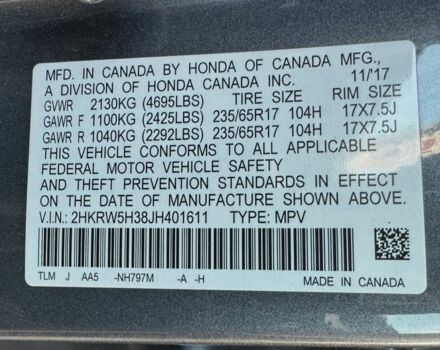 MFD. IN CANADA BY HONDA OF CANADA MFG.,
A DIVISION OF HONDA CANADA INC. 11/17
GVWR 2130KG (4695LBS) TIRE SIZE RIM SIZE
GAWR F 1100KG (2425LBS) 235/65R17 104H 17X7.5J
GAWR R 1040KG (2292LBS) 235/65R17 104H 17X7.5J
THIS VEHICLE CONFORMS TO ALL APPLICABLE
FEDERAL MOTOR VEHICLE SAFETY
AND THEFT PREVENTION STANDARDS IN EFFECT
ON THE DATE OF MANUFACTURE SHOWN ABOVE.
V.I.N.: 2HKRW5H38JH401611 TYPE: MPV
TLM J AA5 -NH797M -A -H MADE IN CANADA